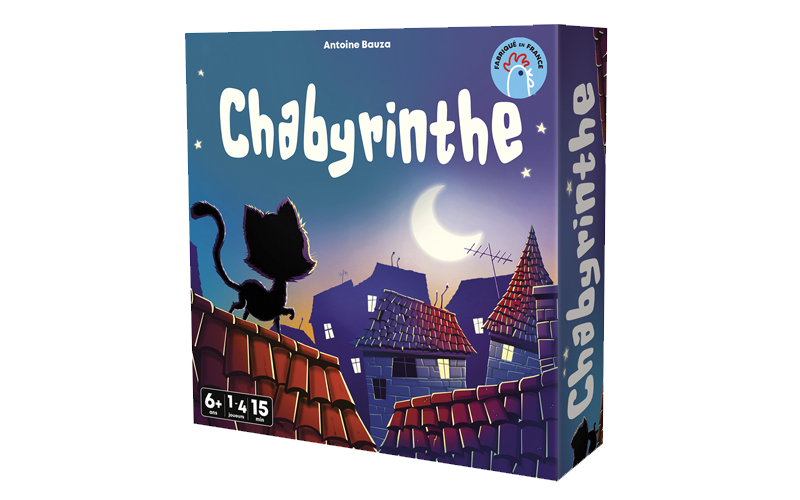 Antoine Bauza
FABRIQUÉ EN FRANCE
Chabyrinthe
Chabyrinthe
6+ 1-4 15
ans joueurs min